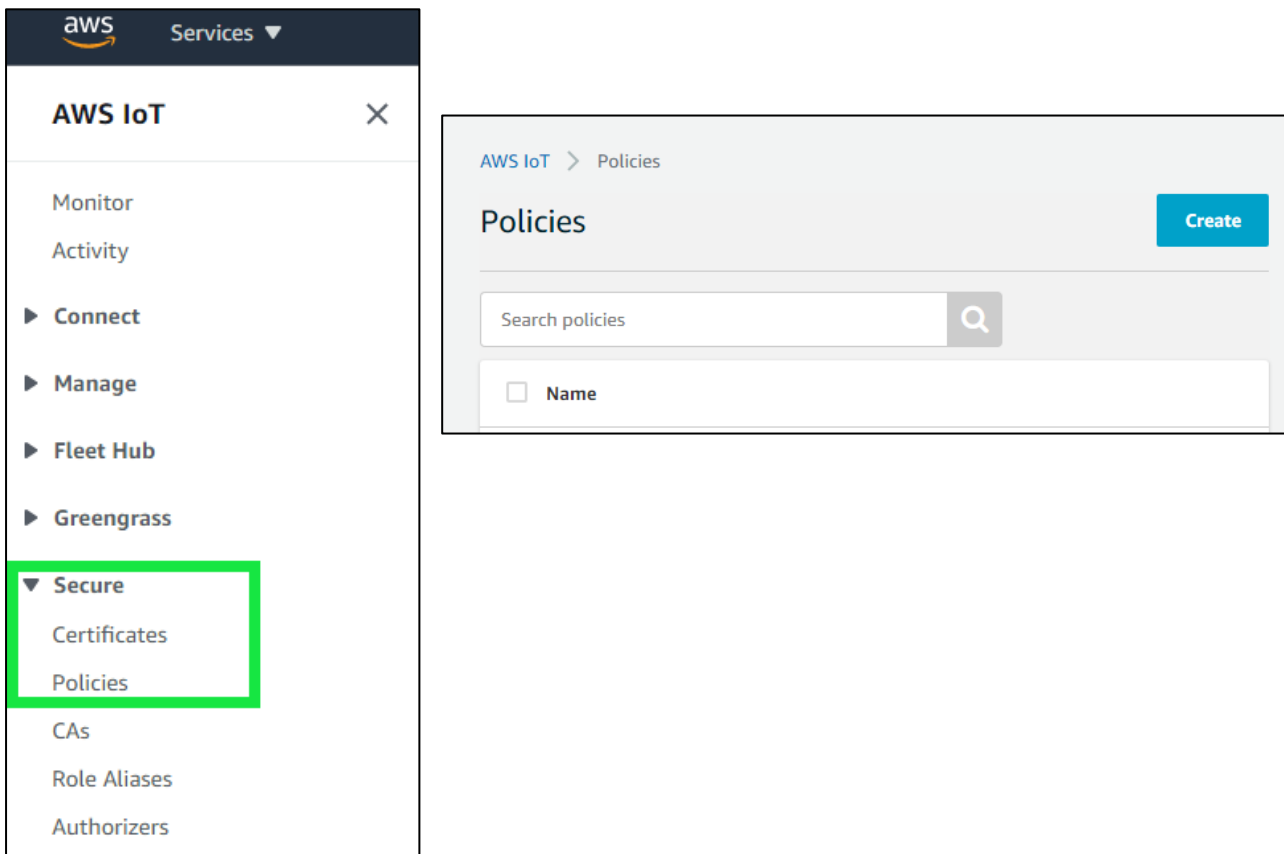 aws Services
AWS IoT
Monitor
Activity
Connect
Manage
Fleet Hub
Greengrass
Secure
Certificates
Policies
CAs
Role Aliases
Authorizers
AWS IoT > Policies
Policies
Create
Search policies
Name